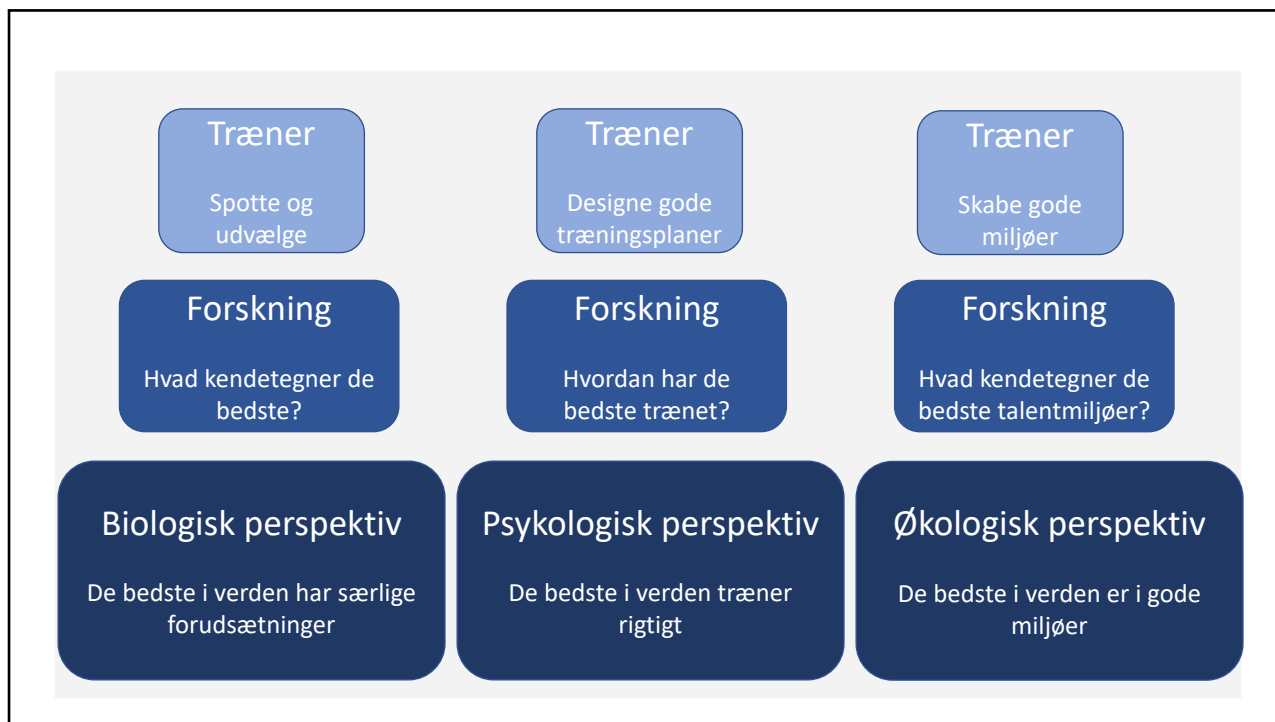 Træner
Spotte og
udvælge
Træner
Designe gode
træningsplaner
Træner
Skabe gode
miljøer
Forskning
Hvad kendetegner de
bedste?
Forskning
Hvordan har de
bedste trænet?
Forskning
Hvad kendetegner de
bedste talentmiljøer?
Biologisk perspektiv
De bedste i verden har særlige
forudsætninger
Psykologisk perspektiv
De bedste i verden træner
rigtigt
Økologisk perspektiv
De bedste i verden er i gode
miljøer